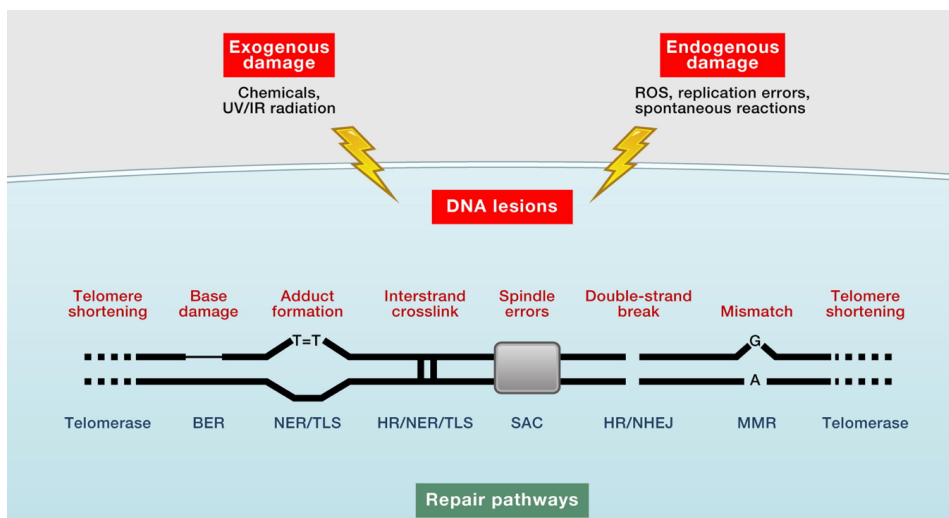 Exogenous
damage
Chemicals,
UV/IR radiation
Endogenous
damage
ROS, replication errors,
spontaneous reactions
DNA lesions
Telomere
shortening
Base
damage
Adduct
formation
Interstrand
crosslink
Spindle
errors
Double-strand
break
Mismatch
Telomere
shortening
T=T
G
A
Telomerase
BER
NER/TLS
HR/NER/TLS
SAC
HR/NHEJ
MMR
Telomerase
Repair pathways